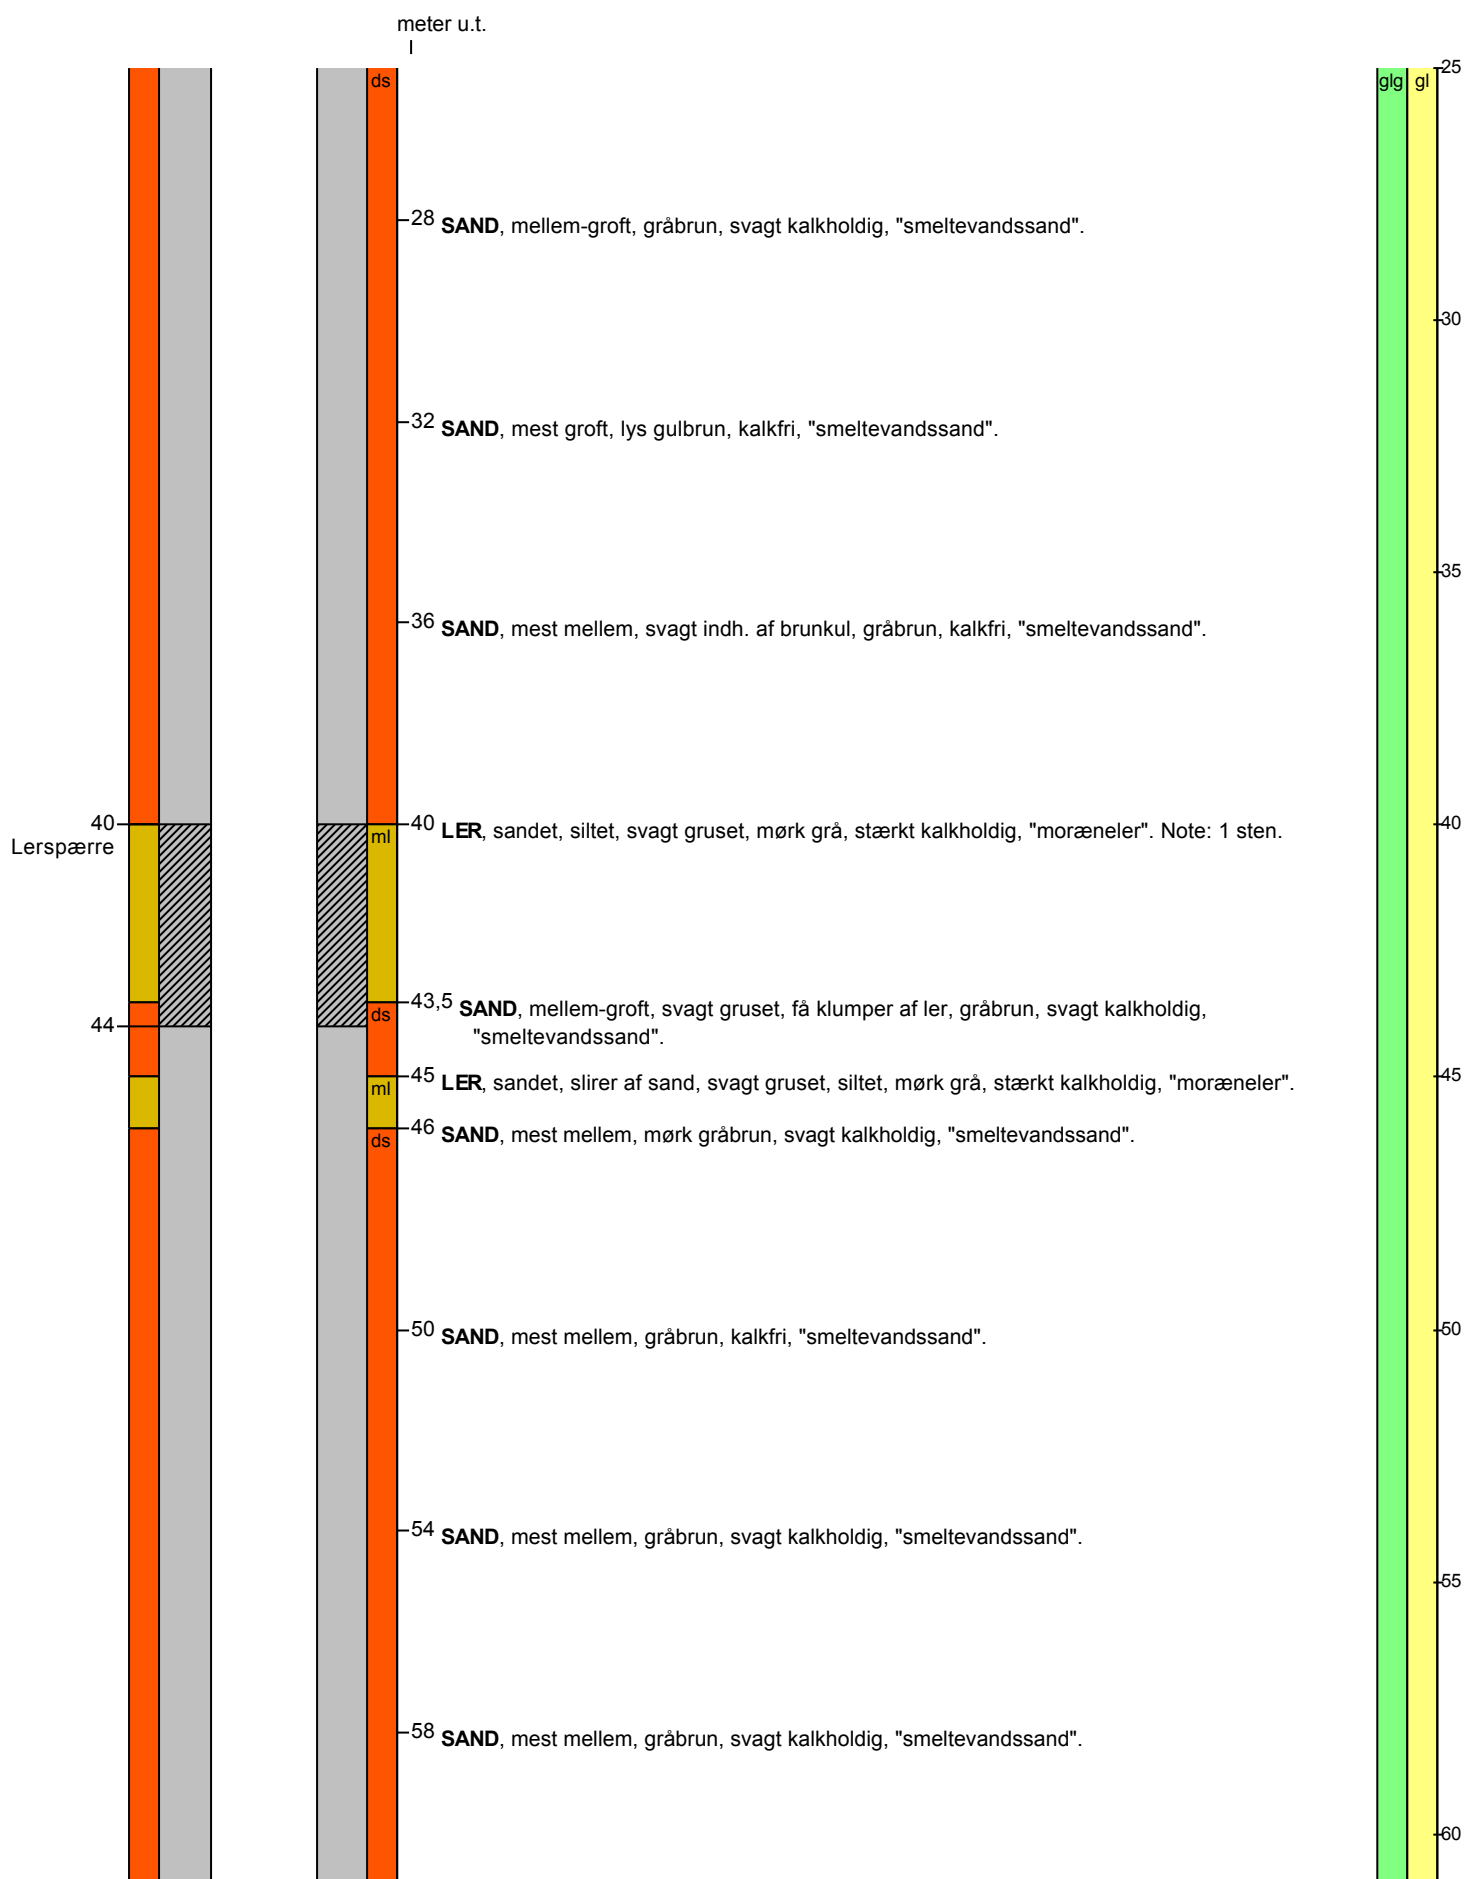 meter u.t.
ds
glg gl
25
28 SAND, mellem-groft, gråbrun, svagt kalkholdig, "smeltevandssand".
30
32 SAND, mest groft, lys gulbrun, kalkfri, "smeltevandssand".
35
36 SAND, mest mellem, svagt indh. af brunkul, gråbrun, kalkfri, "smeltevandssand".
40
Lerspærre
ml
40 LER, sandet, siltet, svagt gruset, mørk grå, stærkt kalkholdig, "moræneler". Note: 1 sten.
40
43,5 SAND, mellem-groft, svagt gruset, få klumper af ler, gråbrun, svagt kalkholdig,
"smeltevandssand".
ds
44
45 LER, sandet, slirer af sand, svagt gruset, siltet, mørk grå, stærkt kalkholdig, "moræneler".
ml
45
46 SAND, mest mellem, mørk gråbrun, svagt kalkholdig, "smeltevandssand".
ds
50 SAND, mest mellem, gråbrun, kalkfri, "smeltevandssand".
50
54 SAND, mest mellem, gråbrun, svagt kalkholdig, "smeltevandssand".
55
58 SAND, mest mellem, gråbrun, svagt kalkholdig, "smeltevandssand".
60